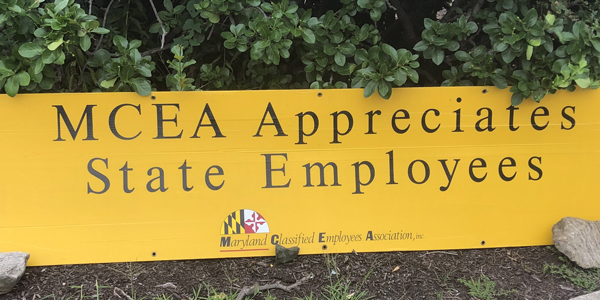 MCEA Appreciates
State Employees
Maryland Classified Employees Association, Inc.